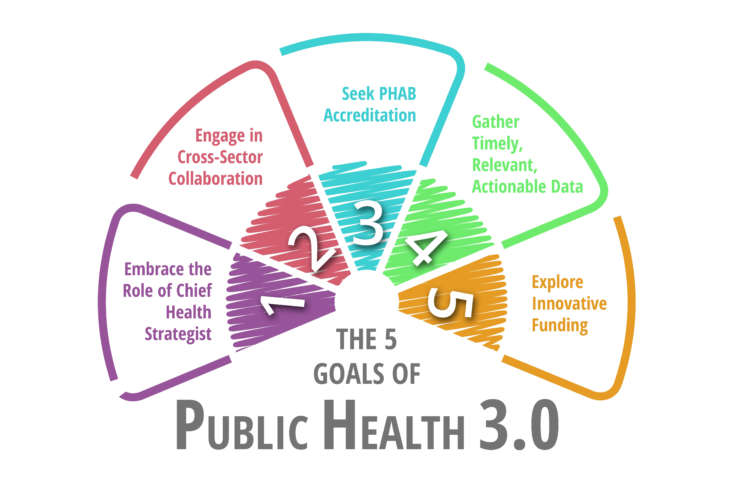 1
Embrace the
Role of Chief
Health
Strategist
2
Engage in
Cross-Sector
Collaboration
3
Seek PHAB
Accreditation
4
Gather
Timely,
Relevant,
Actionable Data
5
Explore
Innovative
Funding
THE 5
GOALS OF
PUBLIC HEALTH 3.0